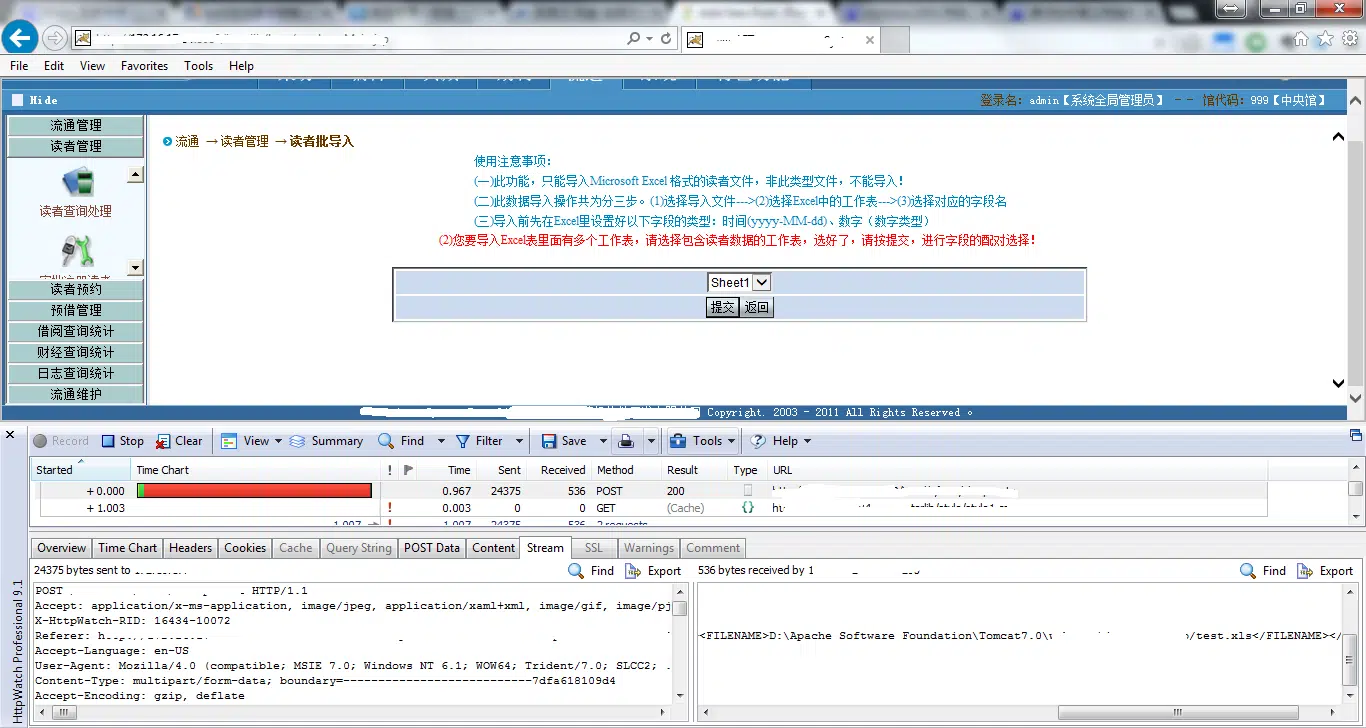 File Edit View Favorites Tools Help
Hide
登录名: admin【系统全局管理员】 - - 馆代码: 999【中央馆】
流通管理
读者管理
读者查询处理
读者预约
预借管理
借阅查询统计
财经查询统计
日志查询统计
流通维护
流通 →读者管理 →读者批导入
使用注意事项:
(一)此功能，只能导入Microsoft Excel 格式的读者文件，非此类型文件，不能导入!
(二)此数据导入操作共为分三步。(1)选择导入文件--->(2)选择Excel中的工作表--->(3)选择对应的字段名
(三)导入前先在Excel里设置好以下字段的类型: 时间(yyyy-MM-dd)、数字（数字类型）
(2)您要导入Excel表里面有多个工作表，请选择包含读者数据的工作表，选好了，请按提交，进行字段的配对选择!
Sheet1
提交 返回
Copyright. 2003 - 2011 All Rights Reserved 。
Record Stop Clear View Summary Find Filter Save Tools Help
Started Time Chart ! Time Sent Received Method Result Type URL
+ 0.000 0.967 24375 536 POST 200
+ 1.003 ! 0.003 0 0 GET (Cache) {}
1.007 ! 1.007 24375 536 2 requests
Overview Time Chart Headers Cookies Cache Query String POST Data Content Stream SSL Warnings Comment
24375 bytes sent to Find Export
536 bytes received by 1 Find Export
POST HTTP/1.1
Accept: application/x-ms-application, image/jpeg, application/xaml+xml, image/gif, image/pj
X-HttpWatch-RID: 16434-10072
Referer:
Accept-Language: en-US
User-Agent: Mozilla/4.0 (compatible; MSIE 7.0; Windows NT 6.1; WOW64; Trident/7.0; SLCC2; .
Content-Type: multipart/form-data; boundary=---------------------------7dfa618109d4
Accept-Encoding: gzip, deflate
<FILENAME>D:\Apache Software Foundation\Tomcat7.0\ /test.xls</FILENAME></
HttpWatch Professional 9.1